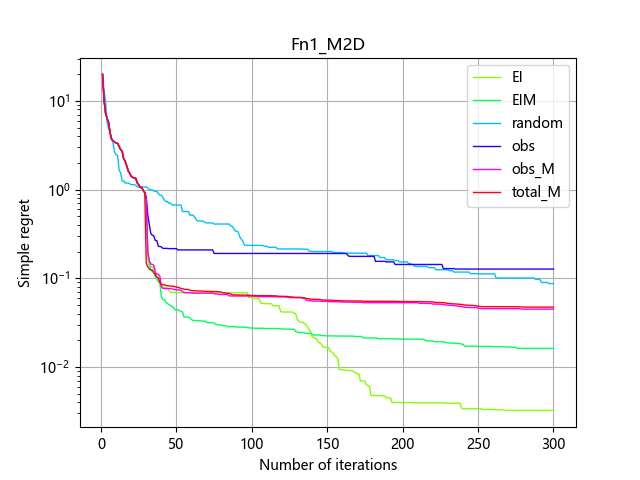 Fn1_M2D
Simple regret
10¹
10⁰
10⁻¹
10⁻²
EI
EIM
random
obs
obs_M
total_M
0 50 100 150 200 250 300
Number of iterations